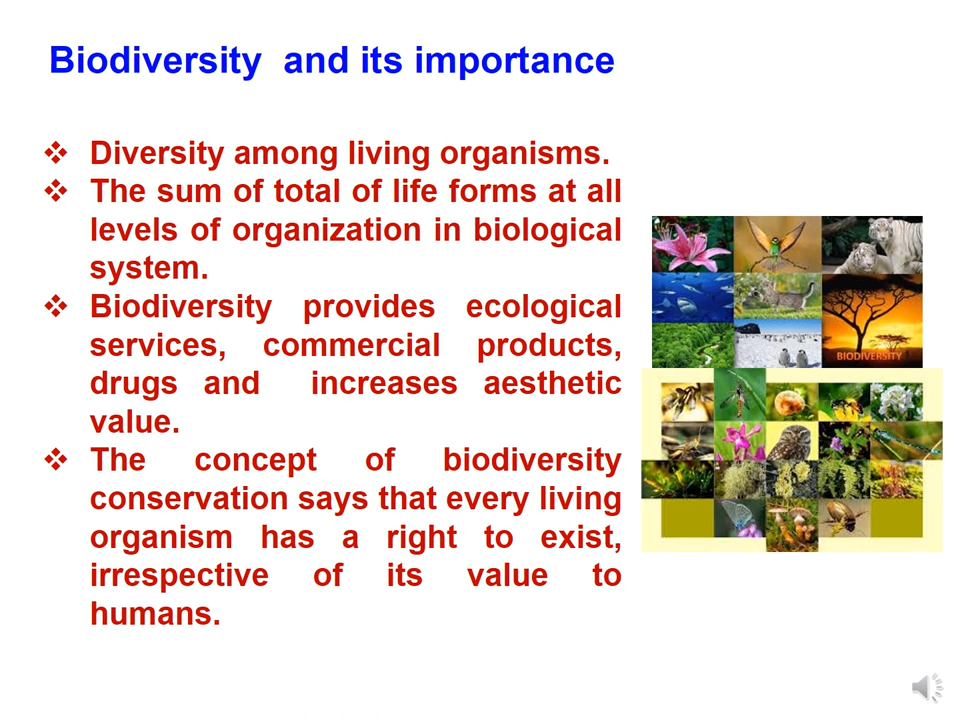 Biodiversity  and its importance
❖ Diversity among living organisms.
❖ The sum of total of life forms at all
levels of organization in biological
system.
❖ Biodiversity provides ecological
services, commercial products,
drugs and  increases aesthetic
value.
❖ The concept of biodiversity
conservation says that every living
organism has a right to exist,
irrespective of its value to
humans.
BIODIVERSITY